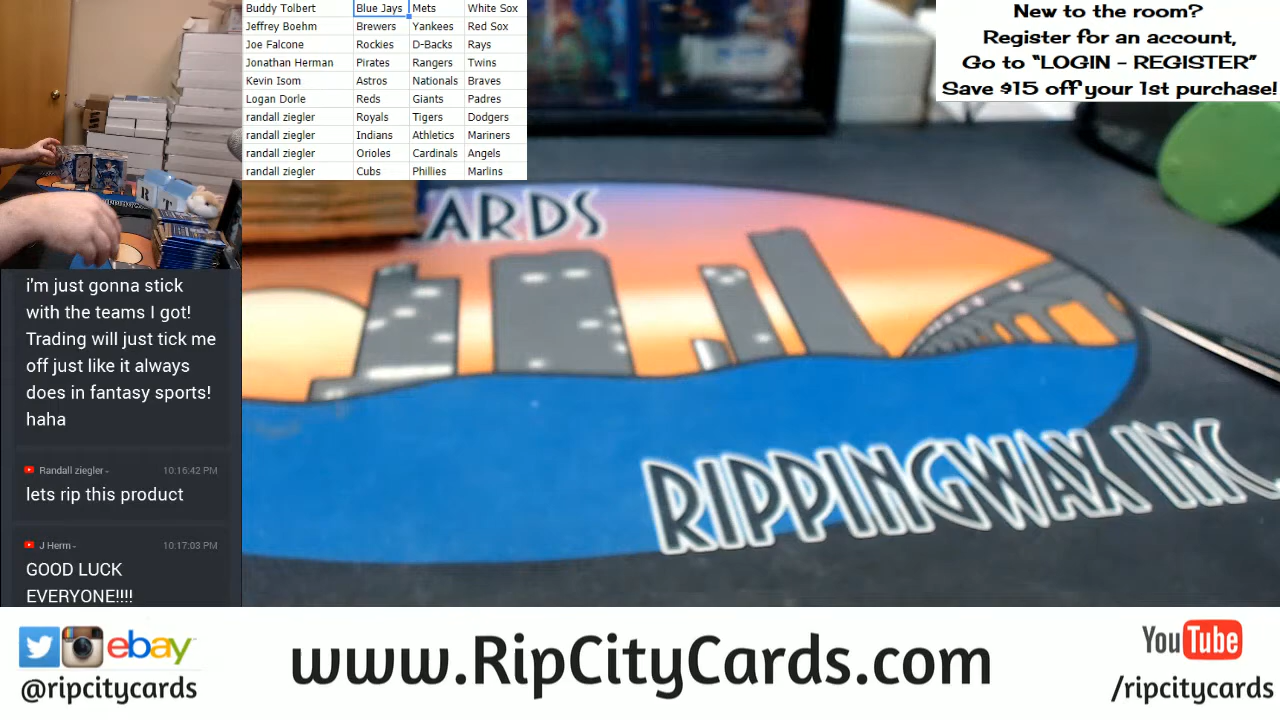 Buddy Tolbert Blue Jays Mets White Sox
Jeffrey Boehm Brewers Yankees Red Sox
Joe Falcone Rockies D-Backs Rays
Jonathan Herman Pirates Rangers Twins
Kevin Isom Astros Nationals Braves
Logan Dorle Reds Giants Padres
randall ziegler Royals Tigers Dodgers
randall ziegler Indians Athletics Mariners
randall ziegler Orioles Cardinals Angels
randall ziegler Cubs Phillies Marlins
New to the room?
Register for an account,
Go to “LOGIN - REGISTER”
Save $15 off your 1st purchase!
ARDS
RIPPINGWAX INC.
i'm just gonna stick
with the teams I got!
Trading will just tick me
off just like it always
does in fantasy sports!
haha
Randall ziegler- 10:16:42 PM
lets rip this product
J Herm- 10:17:03 PM
GOOD LUCK
EVERYONE!!!!
ebay
@ripcitycards
www.RipCityCards.com
YouTube
/ripcitycards